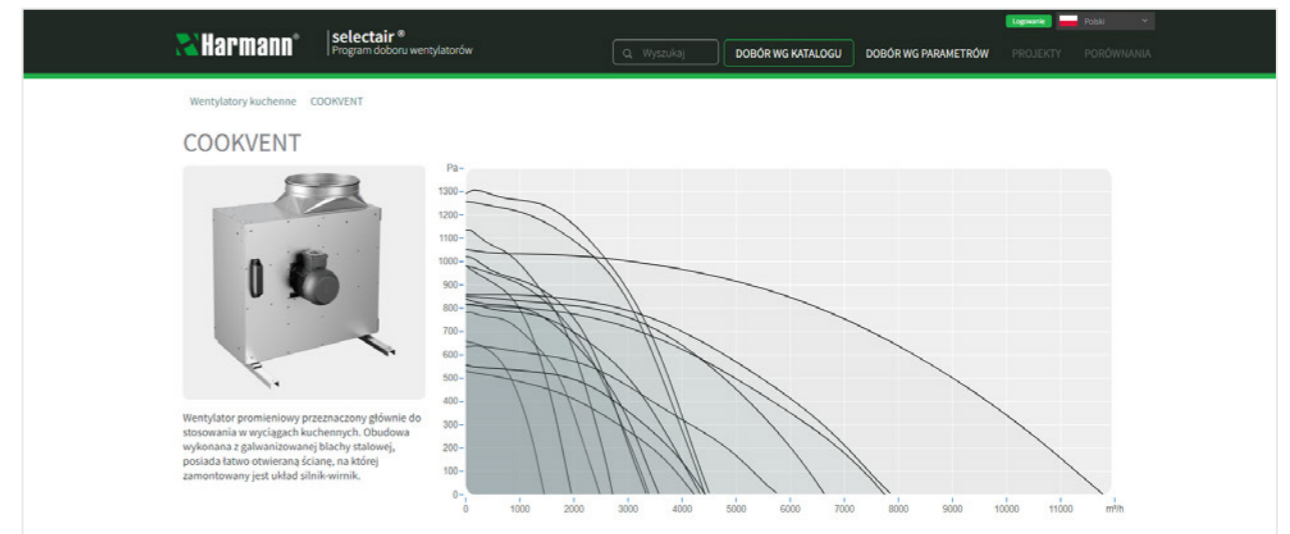 Logowanie Polski
Harmann® selectair ®
Program doboru wentylatorów
Wyszukaj DOBÓR WG KATALOGU DOBÓR WG PARAMETRÓW PROJEKTY PORÓWNANIA
Wentylatory kuchenne COOKVENT
COOKVENT
Wentylator promieniowy przeznaczony głównie do
stosowania w wyciągach kuchennych. Obudowa
wykonana z galwanizowanej blachy stalowej,
posiada łatwo otwieraną ścianę, na której
zamontowany jest układ silnik-wirnik.
Pa
1300
1200
1100
1000
900
800
700
600
500
400
300
200
100
0
0 1000 2000 3000 4000 5000 6000 7000 8000 9000 10000 11000 m³/h